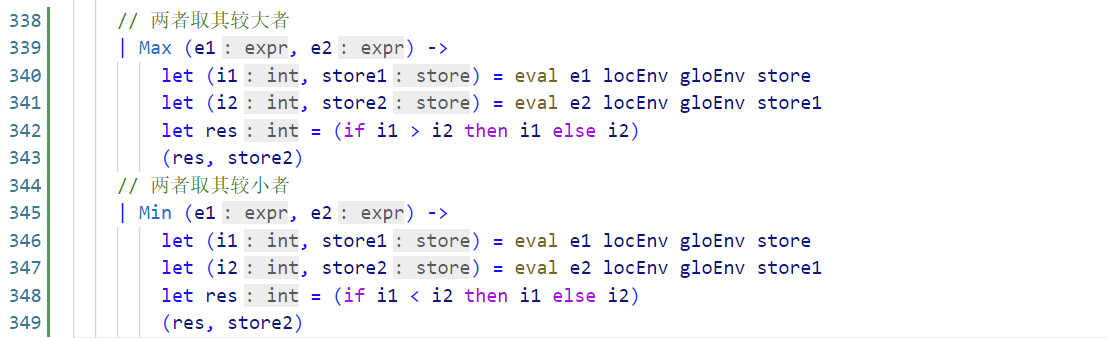 338 // 两者取其较大者
339 | Max (e1 : expr, e2 : expr) ->
340 let (i1 : int, store1 : store) = eval e1 locEnv gloEnv store
341 let (i2 : int, store2 : store) = eval e2 locEnv gloEnv store1
342 let res : int = (if i1 > i2 then i1 else i2)
343 (res, store2)
344 // 两者取其较小者
345 | Min (e1 : expr, e2 : expr) ->
346 let (i1 : int, store1 : store) = eval e1 locEnv gloEnv store
347 let (i2 : int, store2 : store) = eval e2 locEnv gloEnv store1
348 let res : int = (if i1 < i2 then i1 else i2)
349 (res, store2)